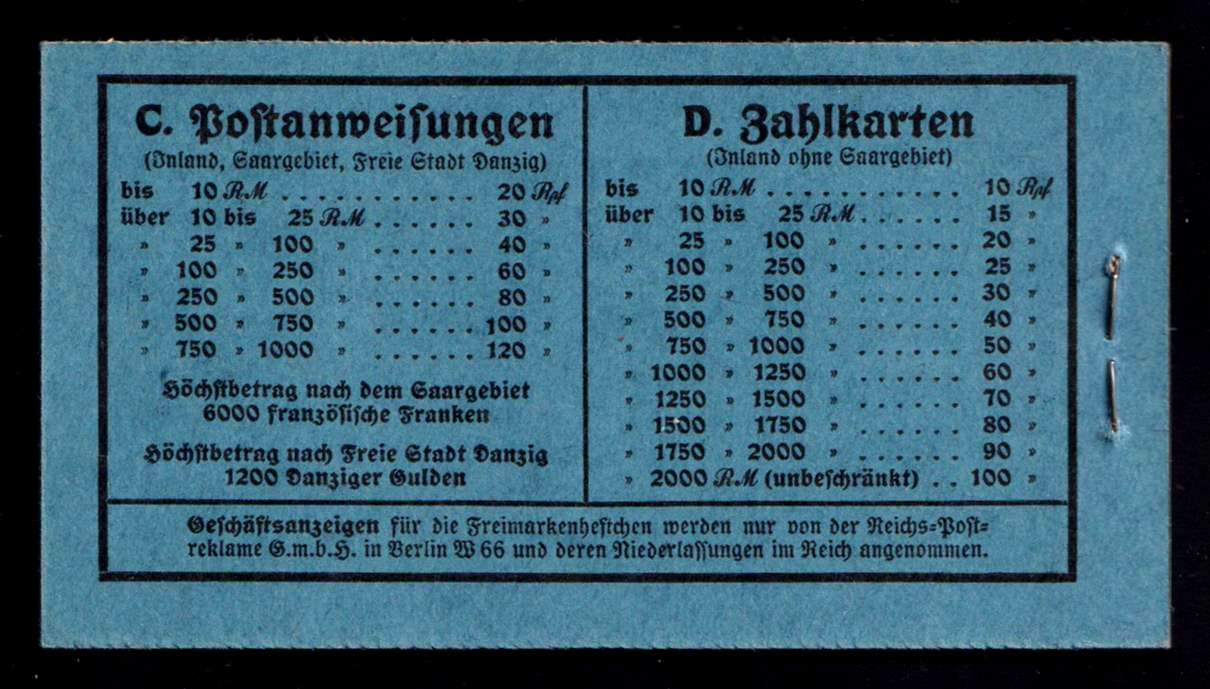 C. Postanweisungen
(Inland, Saargebiet, Freie Stadt Danzig)
bis 10 RM . . . . . . . . . . . 20 Rpf
über 10 bis 25 RM . . . . . . 30 "
" 25 " 100 " . . . . . . 40 "
" 100 " 250 " . . . . . . 60 "
" 250 " 500 " . . . . . . 80 "
" 500 " 750 " . . . . . . 100 "
" 750 " 1000 " . . . . . . 120 "
Höchstbetrag nach dem Saargebiet
6000 französische Franken
Höchstbetrag nach Freie Stadt Danzig
1200 Danziger Gulden
D. Zahlkarten
(Inland ohne Saargebiet)
bis 10 RM . . . . . . . . . . . 10 Rpf
über 10 bis 25 RM . . . . . . 15 "
" 25 " 100 " . . . . . . 20 "
" 100 " 250 " . . . . . . 25 "
" 250 " 500 " . . . . . . 30 "
" 500 " 750 " . . . . . . 40 "
" 750 " 1000 " . . . . . . 50 "
" 1000 " 1250 " . . . . . . 60 "
" 1250 " 1500 " . . . . . . 70 "
" 1500 " 1750 " . . . . . . 80 "
" 1750 " 2000 " . . . . . . 90 "
" 2000 RM (unbeschränkt) . . 100 "
Geschäftsanzeigen für die Freimarkenheftchen werden nur von der Reichs-Post-
reklame G.m.b.H. in Berlin W 66 und deren Niederlassungen im Reich angenommen.